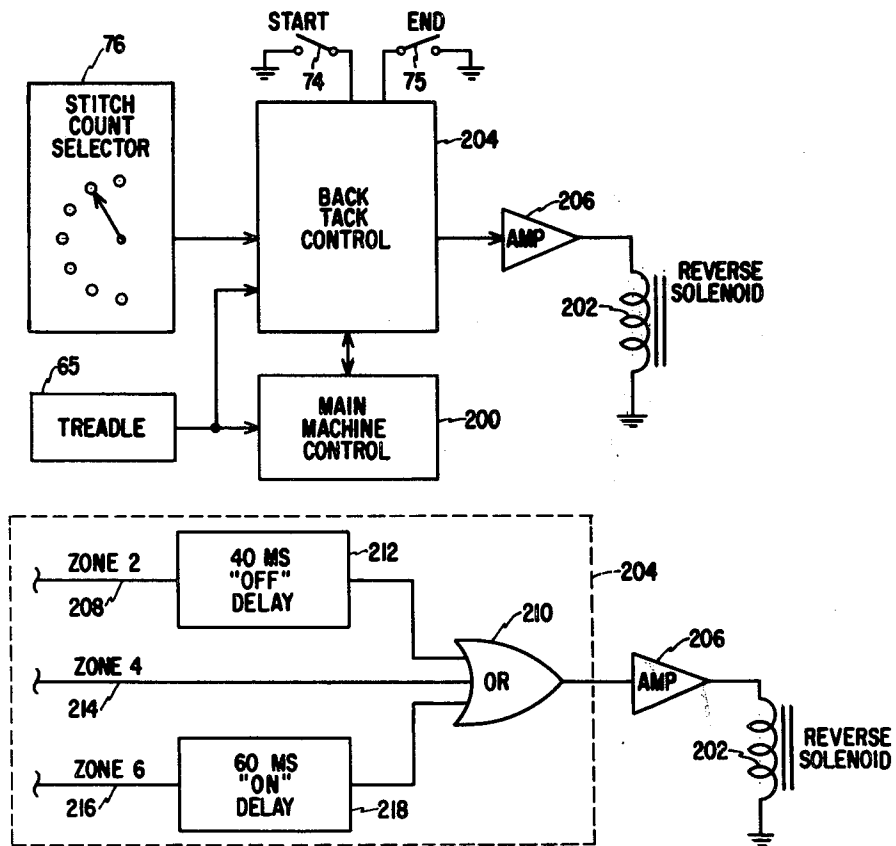 START
END
76
74
75
STITCH
COUNT
SELECTOR
204
BACK
TACK
CONTROL
206
AMP
REVERSE
SOLENOID
202
65
TREADLE
MAIN
MACHINE
CONTROL
200
ZONE 2
208
40 MS
"OFF"
DELAY
212
204
210
OR
206
AMP
ZONE 4
214
ZONE 6
216
60 MS
"ON"
DELAY
218
202
REVERSE
SOLENOID